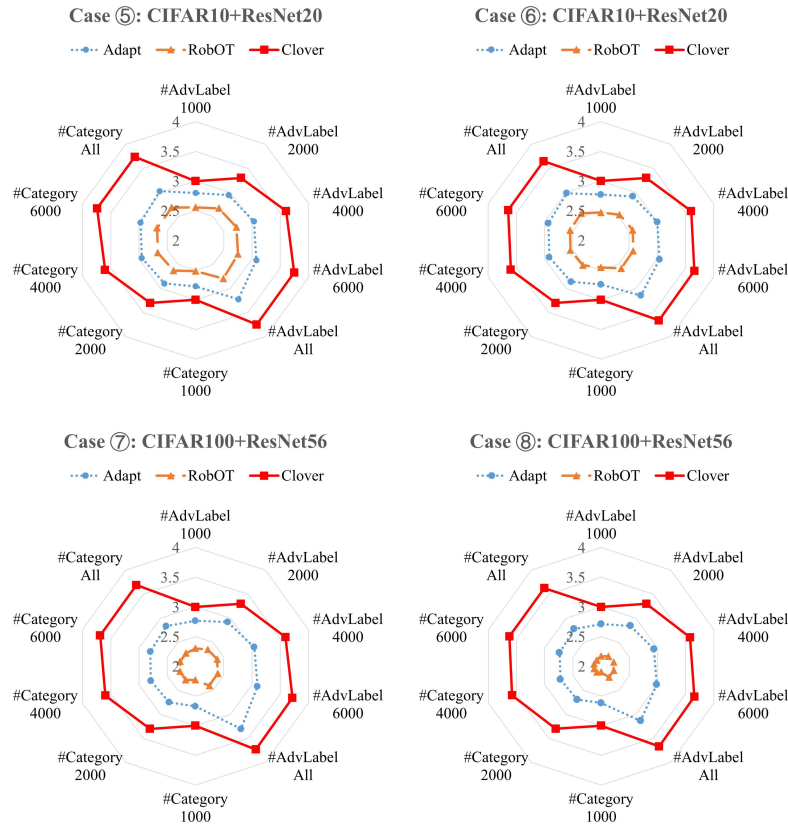 Case ⑤: CIFAR10+ResNet20
Adapt RobOT Clover
#AdvLabel
1000
#AdvLabel
2000
#AdvLabel
4000
#AdvLabel
6000
#AdvLabel
All
#Category
1000
#Category
2000
#Category
4000
#Category
6000
#Category
All
4
3.5
3
2.5
2
Case ⑥: CIFAR10+ResNet20
Adapt RobOT Clover
#AdvLabel
1000
#AdvLabel
2000
#AdvLabel
4000
#AdvLabel
6000
#AdvLabel
All
#Category
1000
#Category
2000
#Category
4000
#Category
6000
#Category
All
4
3.5
3
2.5
2
Case ⑦: CIFAR100+ResNet56
Adapt RobOT Clover
#AdvLabel
1000
#AdvLabel
2000
#AdvLabel
4000
#AdvLabel
6000
#AdvLabel
All
#Category
1000
#Category
2000
#Category
4000
#Category
6000
#Category
All
4
3.5
3
2.5
2
Case ⑧: CIFAR100+ResNet56
Adapt RobOT Clover
#AdvLabel
1000
#AdvLabel
2000
#AdvLabel
4000
#AdvLabel
6000
#AdvLabel
All
#Category
1000
#Category
2000
#Category
4000
#Category
6000
#Category
All
4
3.5
3
2.5
2